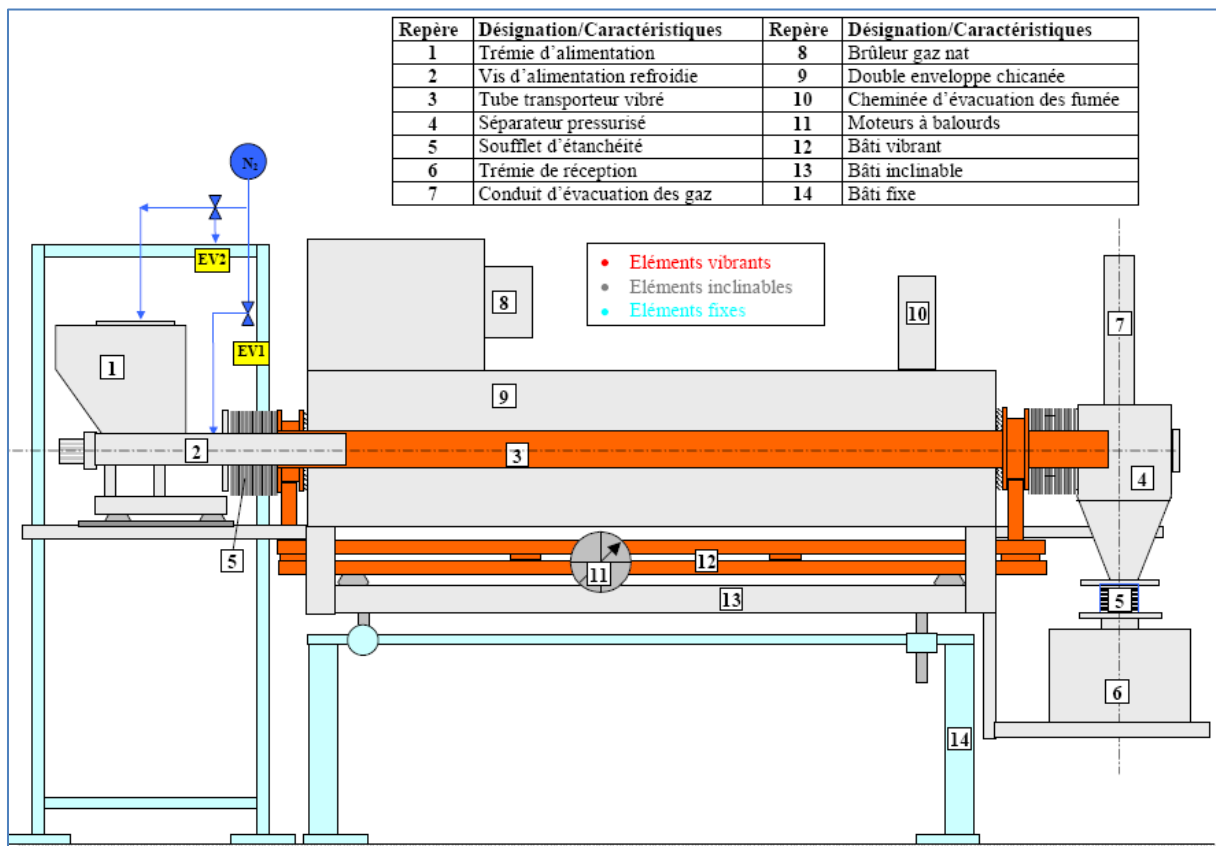 Repère Désignation/Caractéristiques Repère Désignation/Caractéristiques
1 Trémie d'alimentation 8 Brûleur gaz nat
2 Vis d'alimentation refroidie 9 Double enveloppe chicanée
3 Tube transporteur vibré 10 Cheminée d'évacuation des fumée
4 Séparateur pressurisé 11 Moteurs à balourds
5 Soufflet d'étanchéité 12 Bâti vibrant
6 Trémie de réception 13 Bâti inclinable
7 Conduit d'évacuation des gaz 14 Bâti fixe
N2
EV2
• Eléments vibrants
• Eléments inclinables
• Eléments fixes
8
10
7
EV1
1
9
2
3
4
5
11
12
13
5
6
14